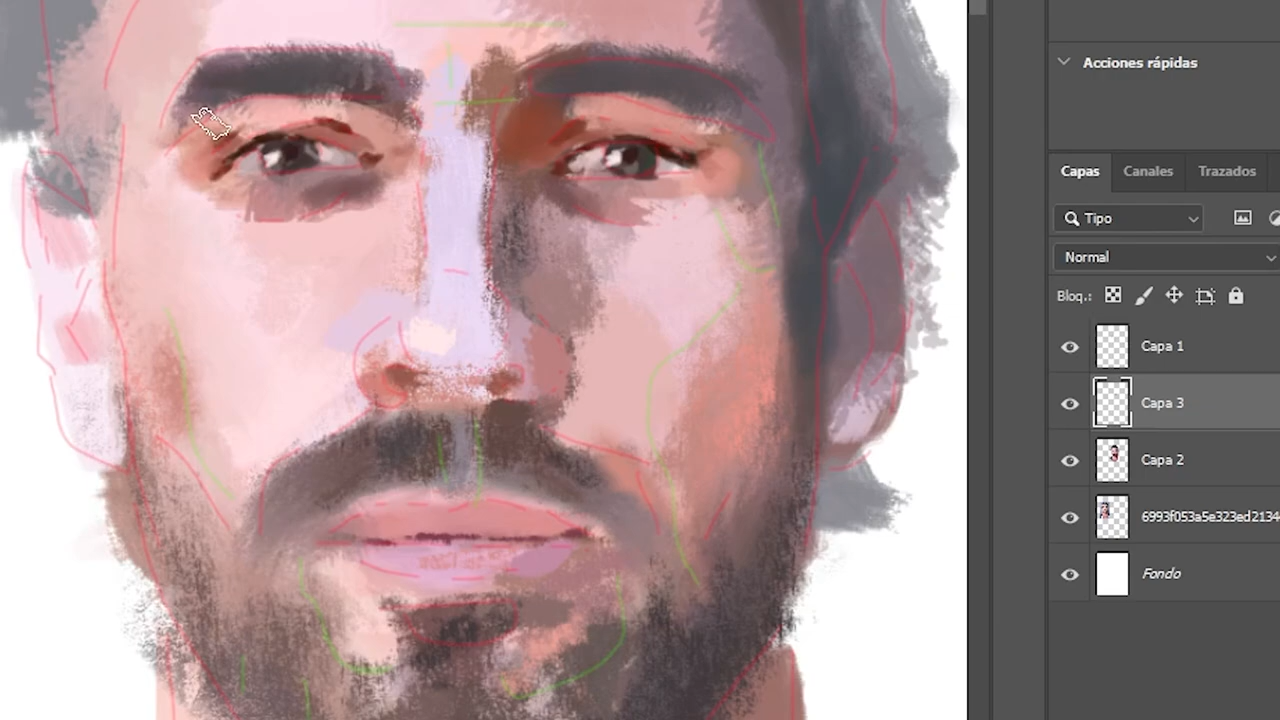 Acciones rápidas
Capas Canales Trazados
Tipo
Normal
Bloq.:
Capa 1
Capa 3
Capa 2
6993f053a5e323ed2134
Fondo